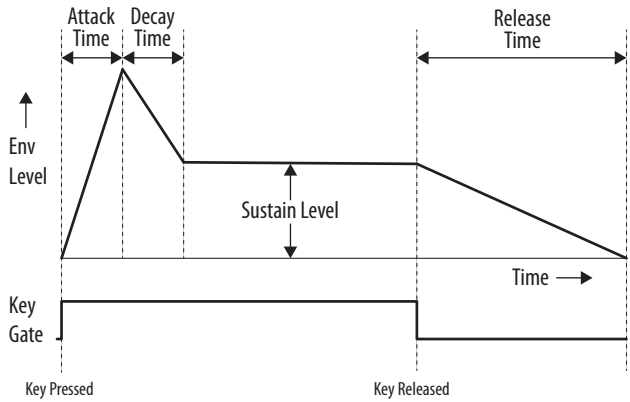 Attack
Time
Decay
Time
Release
Time
Env
Level
Sustain Level
Time
Key
Gate
Key Pressed
Key Released